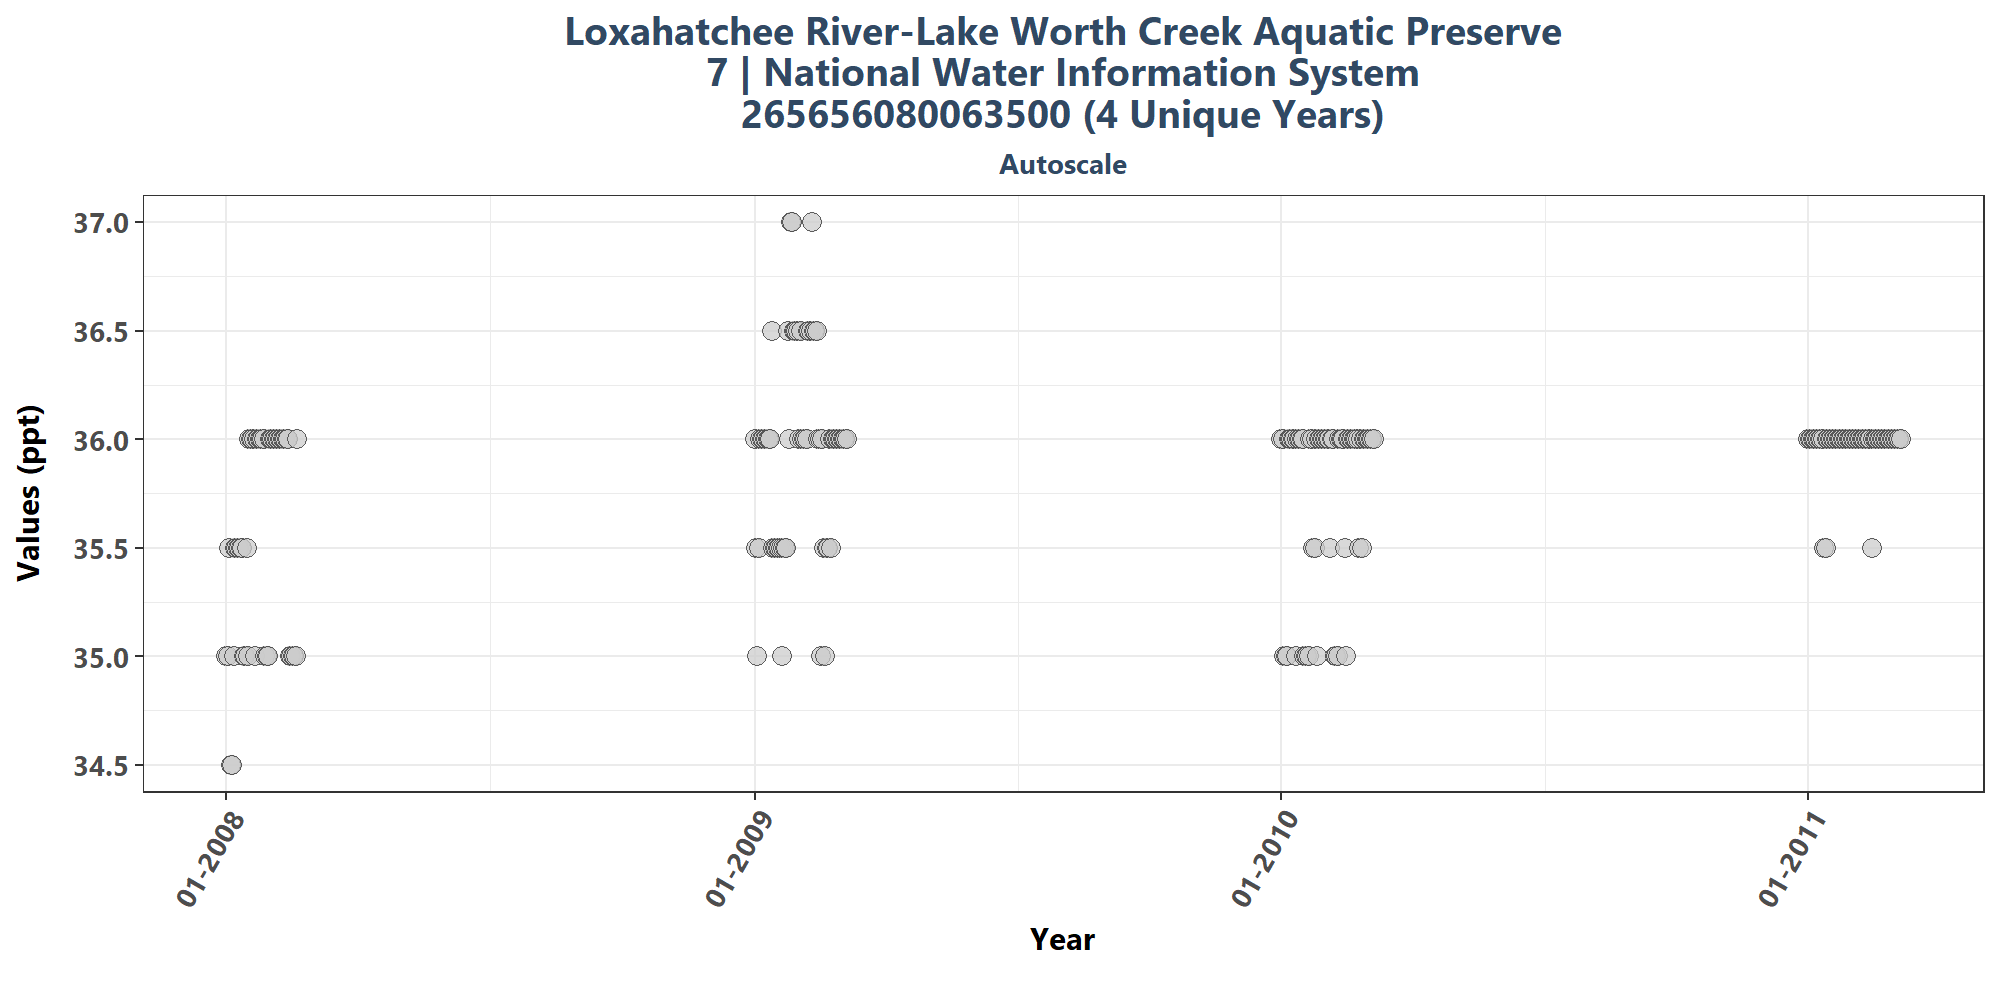 Loxahatchee River-Lake Worth Creek Aquatic Preserve
7 | National Water Information System
265656080063500 (4 Unique Years)
Autoscale
37.0
36.5
36.0
35.5
35.0
34.5
Values (ppt)
01-2008
01-2009
01-2010
01-2011
Year